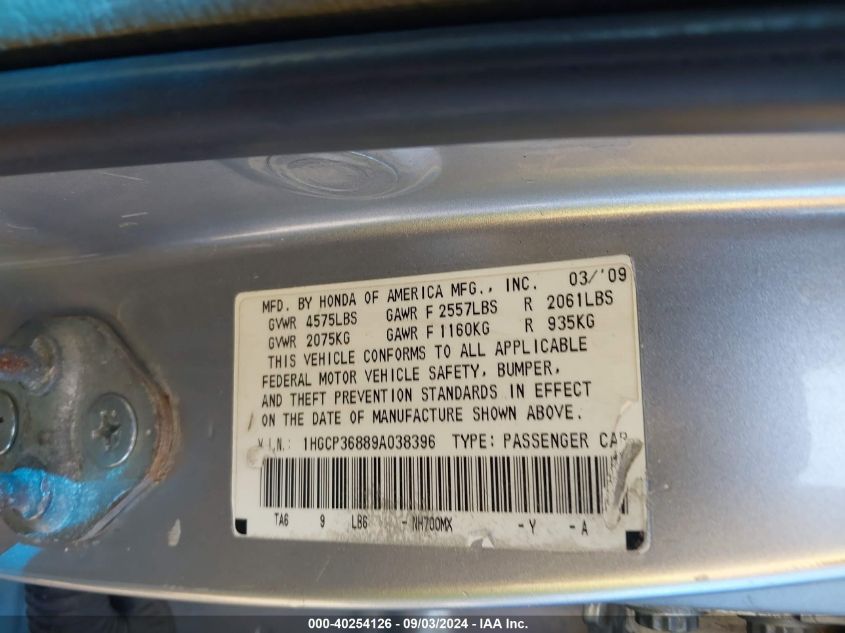 MFD. BY HONDA OF AMERICA MFG., INC. 03/'09
GVWR 4575LBS GAWR F 2557LBS R 2061LBS
GVWR 2075KG GAWR F 1160KG R 935KG
THIS VEHICLE CONFORMS TO ALL APPLICABLE
FEDERAL MOTOR VEHICLE SAFETY, BUMPER,
AND THEFT PREVENTION STANDARDS IN EFFECT
ON THE DATE OF MANUFACTURE SHOWN ABOVE.
V.I.N.: 1HGCP36889A038396 TYPE: PASSENGER CAR
TA6 9 LB6 -NH700MX -Y -A
000-40254126 - 09/03/2024 - IAA Inc.